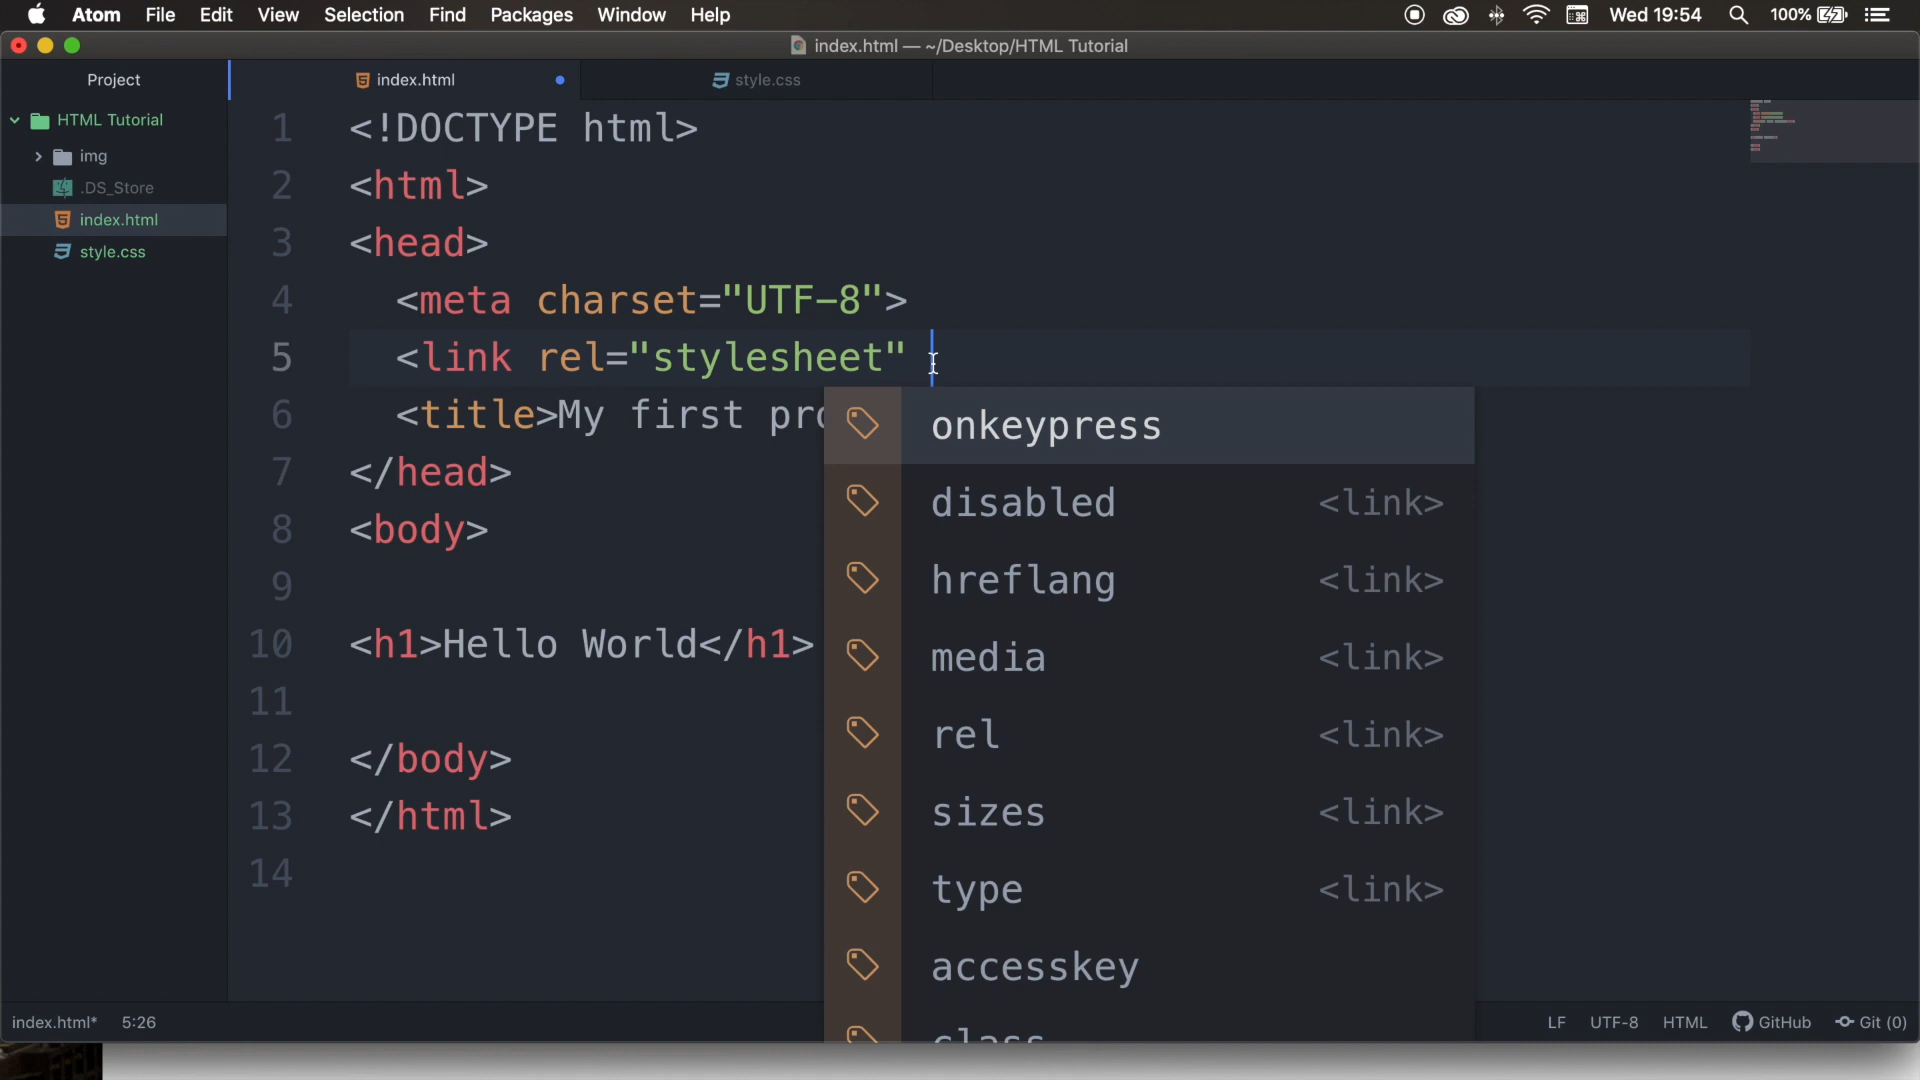 Atom File Edit View Selection Find Packages Window Help Wed 19:54 100%
index.html — ~/Desktop/HTML Tutorial
Project
HTML Tutorial
img
.DS_Store
index.html
style.css
index.html style.css
1 <!DOCTYPE html>
2 <html>
3 <head>
4 <meta charset="UTF-8">
5 <link rel="stylesheet"
6 <title>My first pro
7 </head>
8 <body>
9
10 <h1>Hello World</h1>
11
12 </body>
13 </html>
14
onkeypress
disabled <link>
hreflang <link>
media <link>
rel <link>
sizes <link>
type <link>
accesskey
class
index.html* 5:26 LF UTF-8 HTML GitHub Git (0)